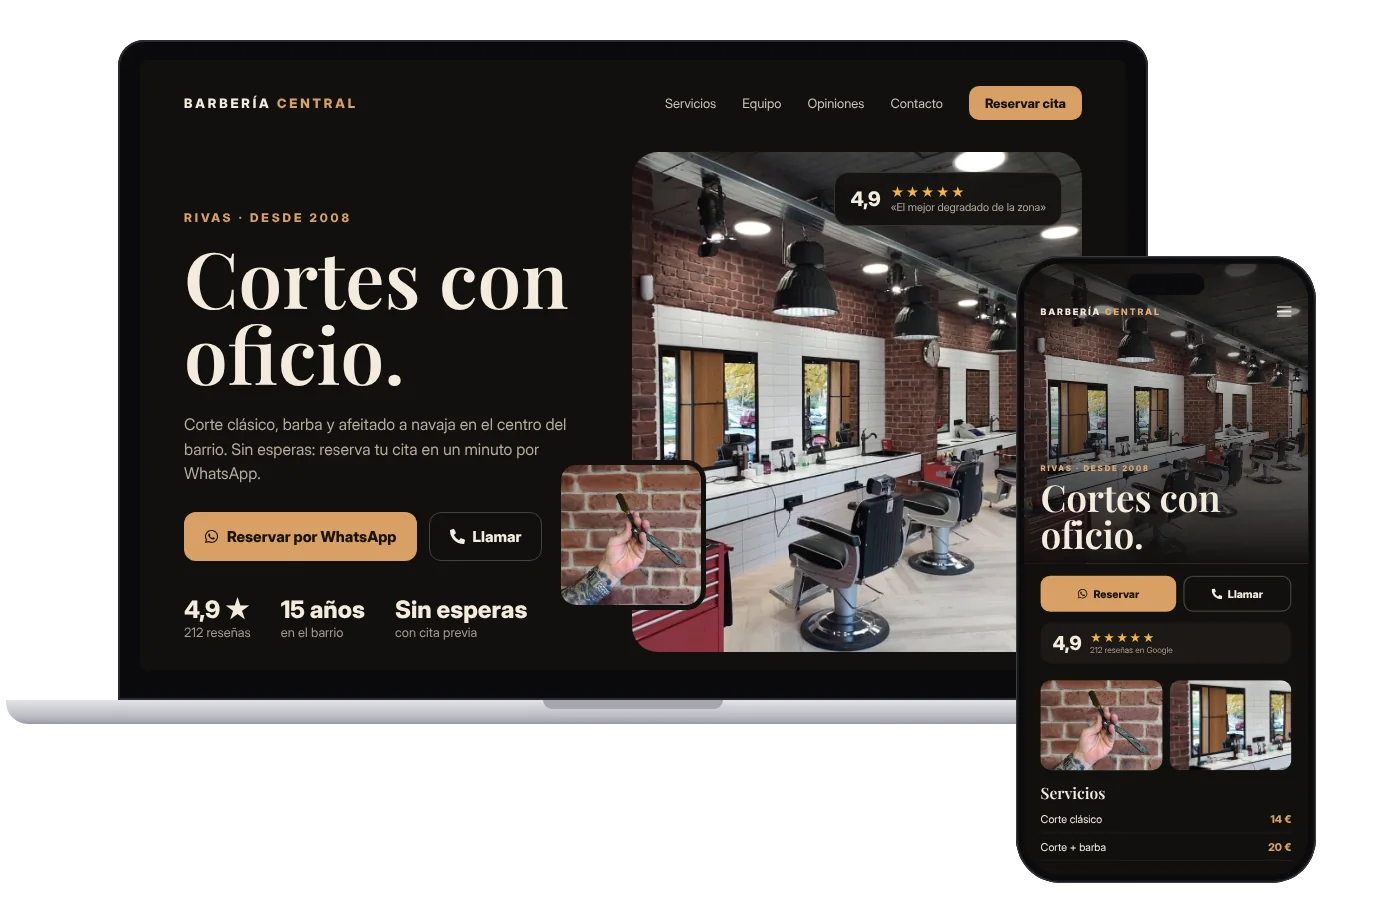 BARBERÍA CENTRAL
Servicios
Equipo
Opiniones
Contacto
Reservar cita
RIVAS · DESDE 2008
Cortes con
oficio.
Corte clásico, barba y afeitado a navaja en el centro del
barrio. Sin esperas: reserva tu cita en un minuto por
WhatsApp.
Reservar por WhatsApp
Llamar
4,9 ★
212 reseñas
15 años
en el barrio
Sin esperas
con cita previa
4,9
★★★★★
«El mejor degradado de la zona»
BARBERÍA CENTRAL
RIVAS · DESDE 2008
Cortes con
oficio.
Reservar
Llamar
4,9
★★★★★
212 reseñas en Google
Servicios
Corte clásico 14 €
Corte + barba 20 €